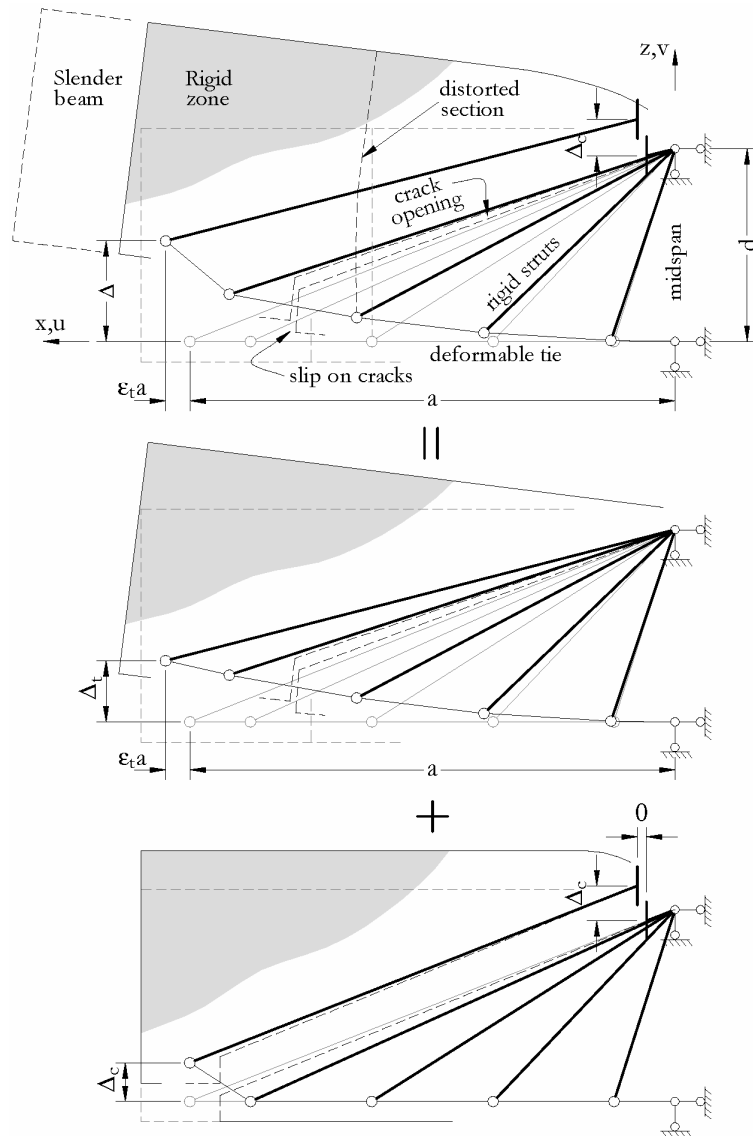 z,v
Slender
beam
Rigid
zone
distorted
section
Δc
crack
opening
rigid struts
midspan
d
Δ
x,u
deformable tie
slip on cracks
εta
a
||
Δt
εta
a
+
0
Δc
Δc